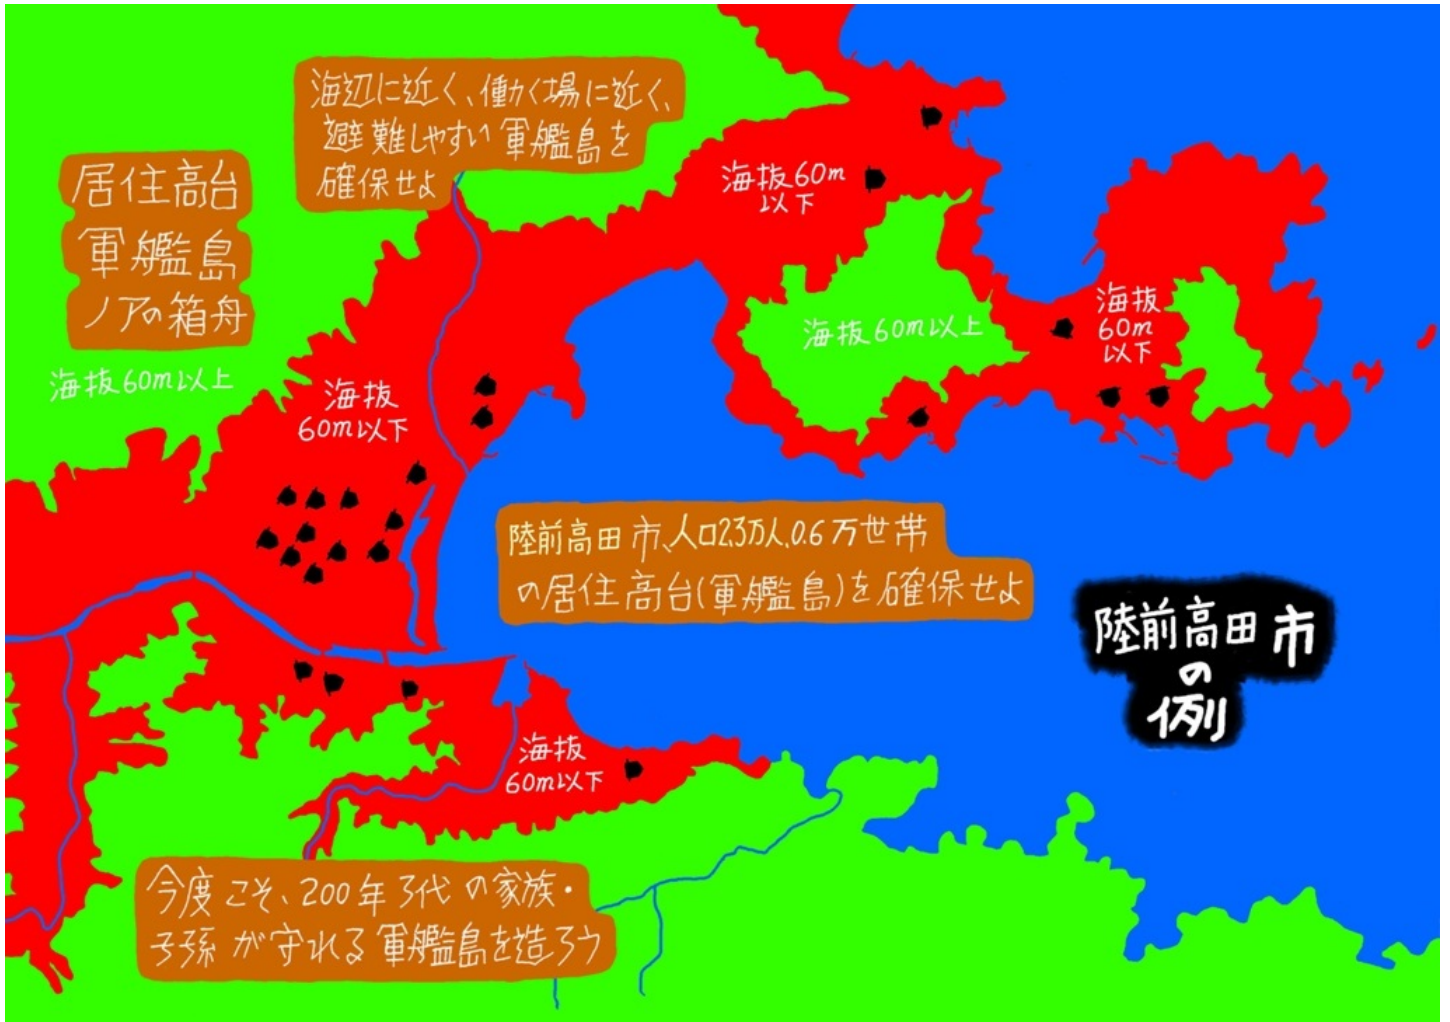 海辺に近く、働く場に近く、
避難しやすい軍艦島を
確保せよ
居住高台
軍艦島
ノアの箱舟
海抜60m以上
海抜
60m以下
海抜60m
以下
海抜60m以上
海抜
60m
以下
陸前高田市、人口2.3万人、0.6万世帯
の居住高台(軍艦島)を確保せよ
陸前高田市
の
例
海抜
60m以下
今度こそ、200年3代の家族・
子孫が守れる軍艦島を造ろう